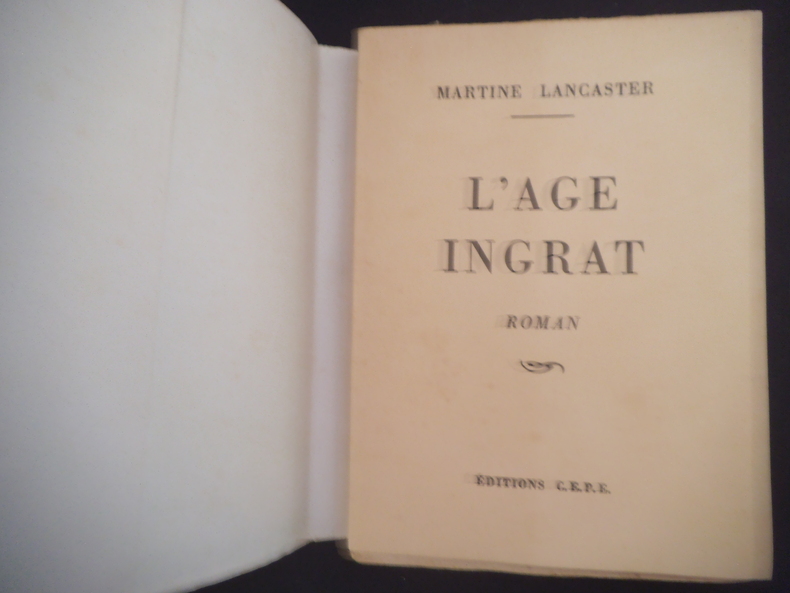 MARTINE LANCASTER
L'AGE
INGRAT
ROMAN
ÉDITIONS C.E.P.E.